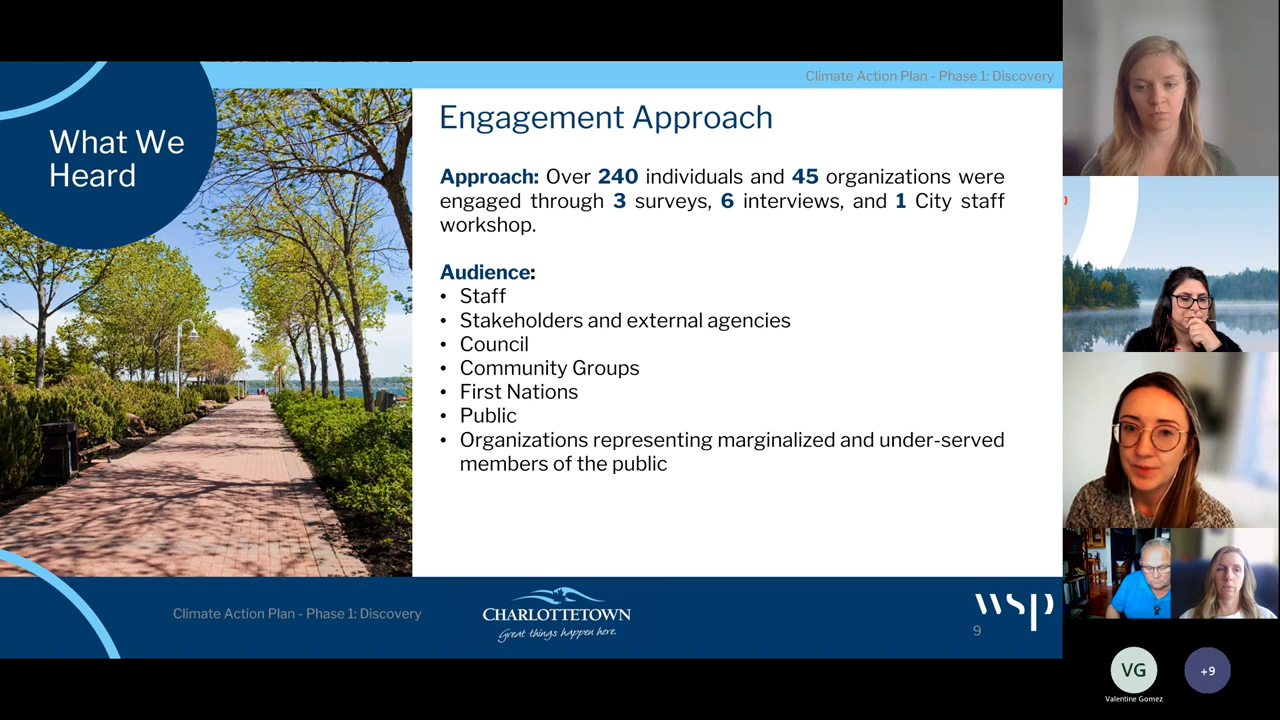 Climate Action Plan - Phase 1: Discovery
What We
Heard
Engagement Approach
Approach: Over 240 individuals and 45 organizations were
engaged through 3 surveys, 6 interviews, and 1 City staff
workshop.
Audience:
• Staff
• Stakeholders and external agencies
• Council
• Community Groups
• First Nations
• Public
• Organizations representing marginalized and under-served
members of the public
Climate Action Plan - Phase 1: Discovery
CHARLOTTETOWN
Great things happen here.
wsp
9
VG
+9
Valentine Gomez